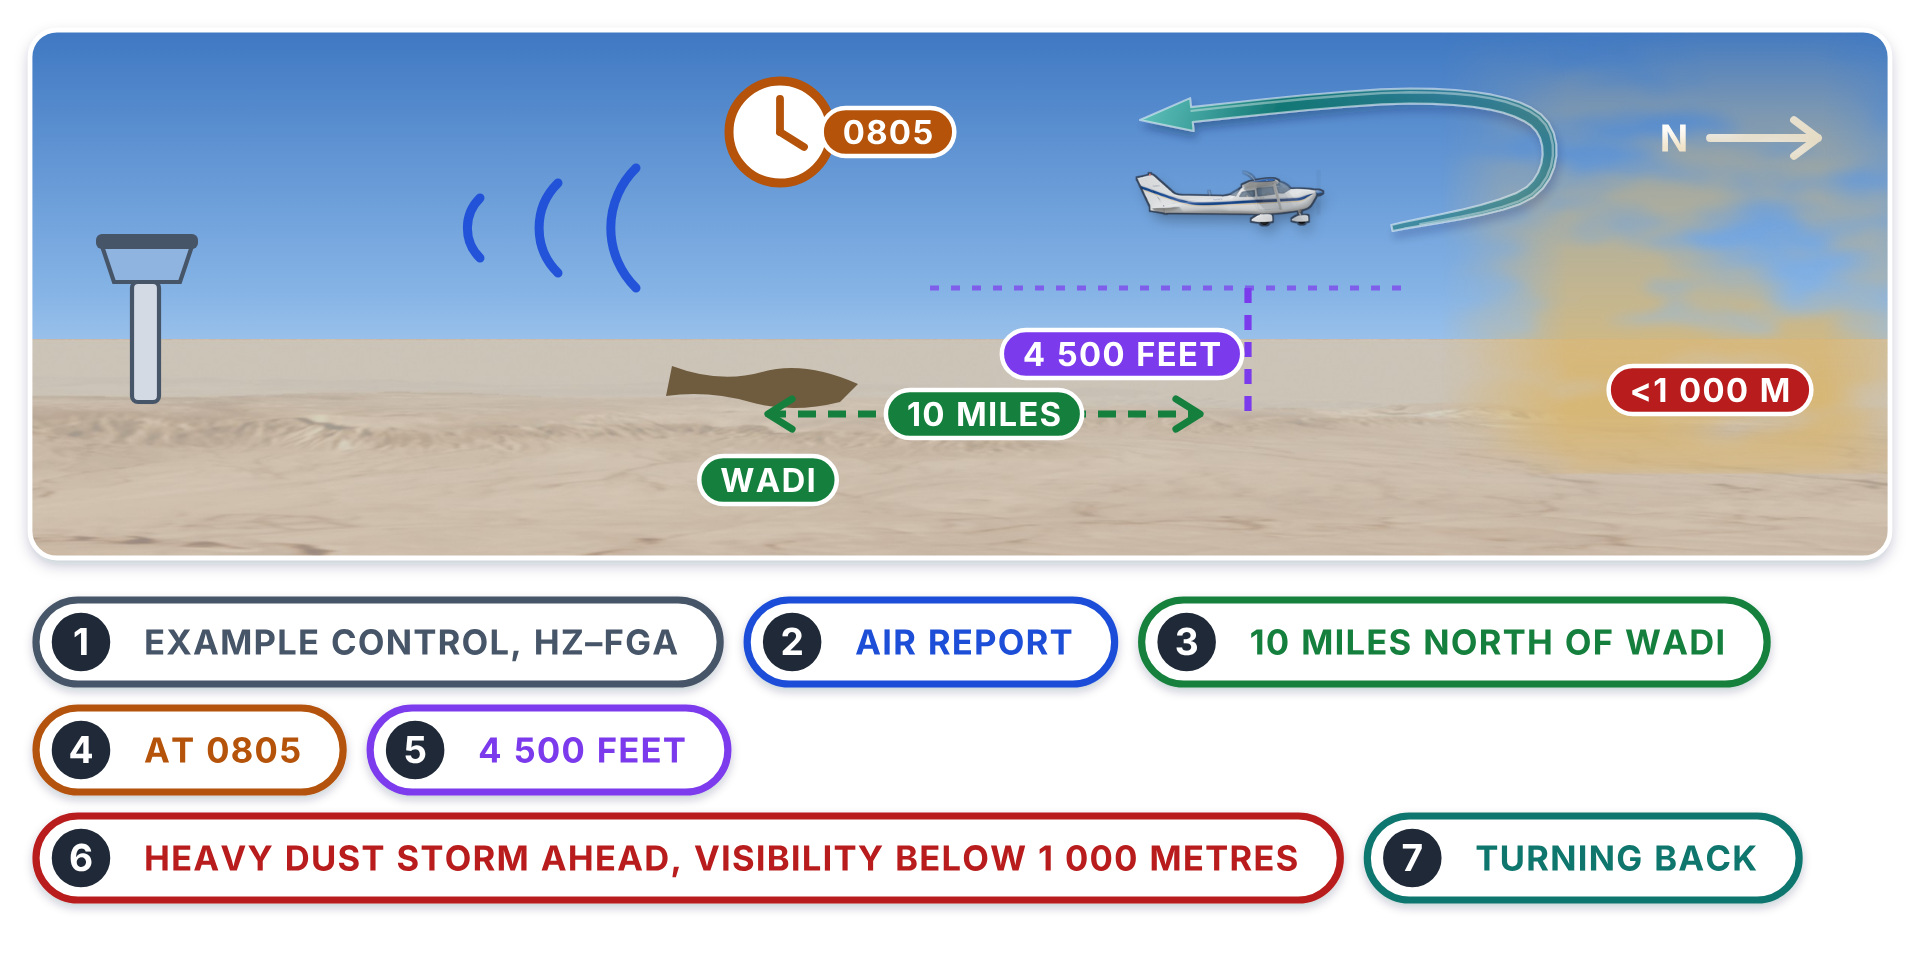 0805
N
4 500 FEET
<1 000 M
10 MILES
WADI
1 EXAMPLE CONTROL, HZ–FGA
2 AIR REPORT
3 10 MILES NORTH OF WADI
4 AT 0805
5 4 500 FEET
6 HEAVY DUST STORM AHEAD, VISIBILITY BELOW 1 000 METRES
7 TURNING BACK